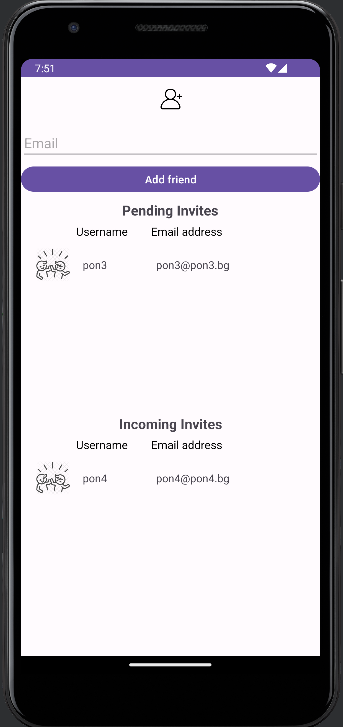 7:51
Email
Add friend
Pending Invites
Username Email address
pon3 pon3@pon3.bg
Incoming Invites
Username Email address
pon4 pon4@pon4.bg